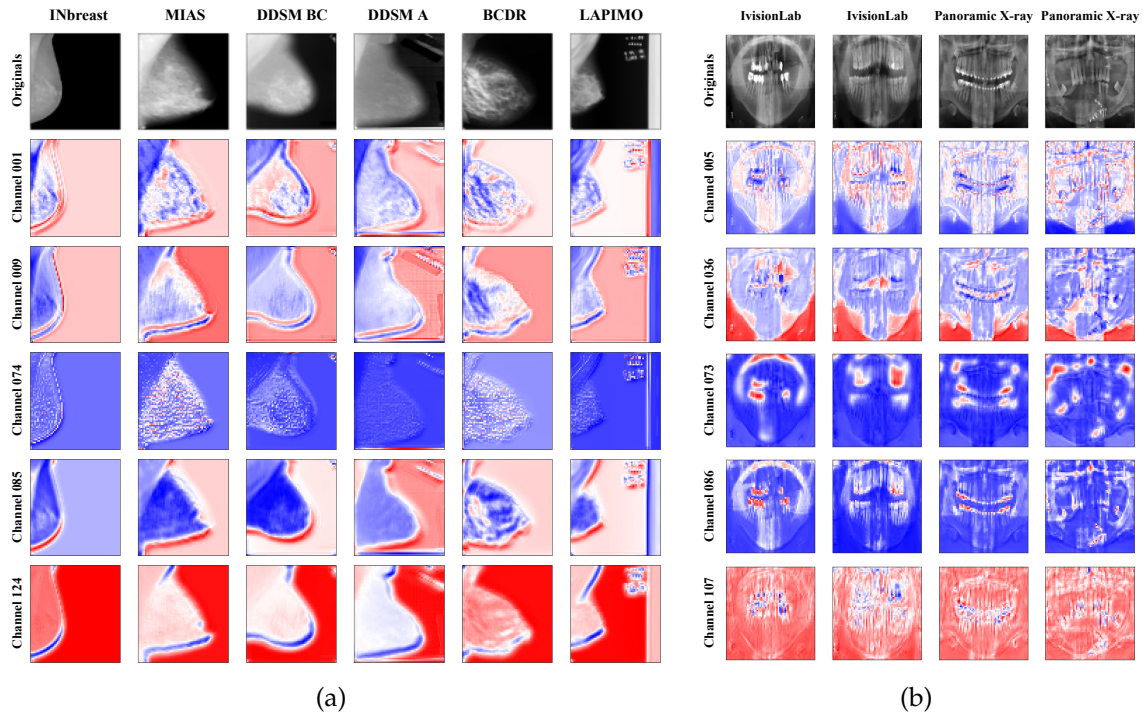 INbreast MIAS DDSM BC DDSM A BCDR LAPIMO
Originals
Channel 001
Channel 009
Channel 074
Channel 085
Channel 124
(a)
IvisionLab IvisionLab Panoramic X-ray Panoramic X-ray
Originals
Channel 005
Channel 036
Channel 073
Channel 086
Channel 107
(b)